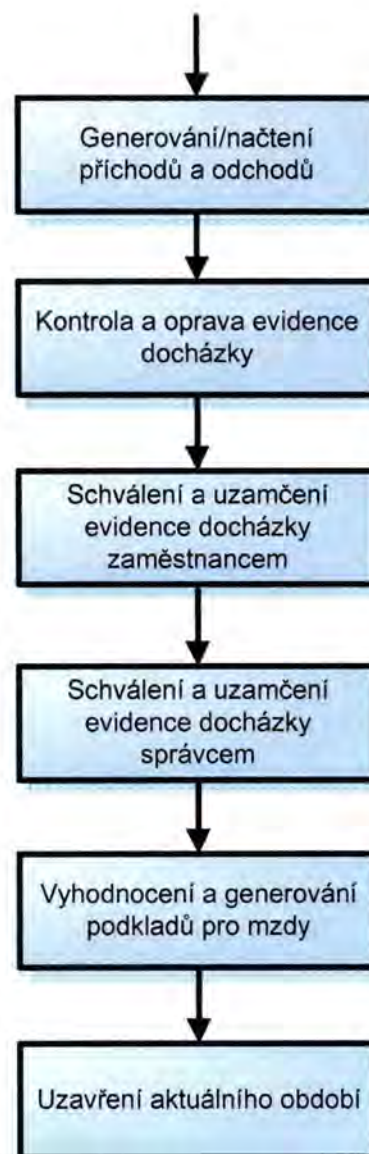 Generování/načtení
příchodů a odchodů
Kontrola a oprava evidence
docházky
Schválení a uzamčení
evidence docházky
zaměstnancem
Schválení a uzamčení
evidence docházky
správcem
Vyhodnocení a generování
podkladů pro mzdy
Uzavření aktuálního období